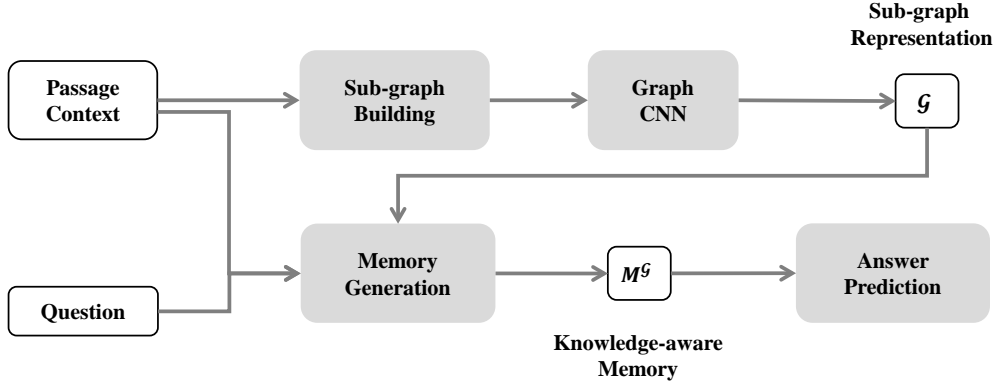 Sub-graph
Representation
Passage
Context
Sub-graph
Building
Graph
CNN
𝒢
Memory
Generation
M^𝒢
Answer
Prediction
Question
Knowledge-aware
Memory